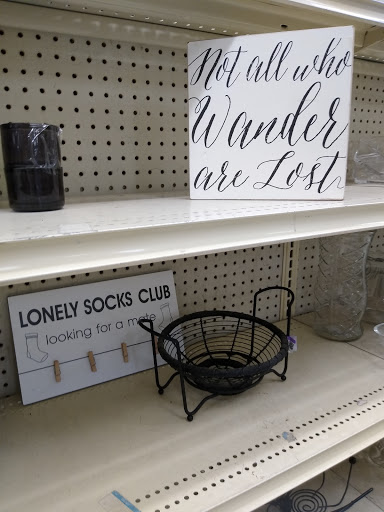 Not all who
Wander
are Lost
LONELY SOCKS CLUB
looking for a mate